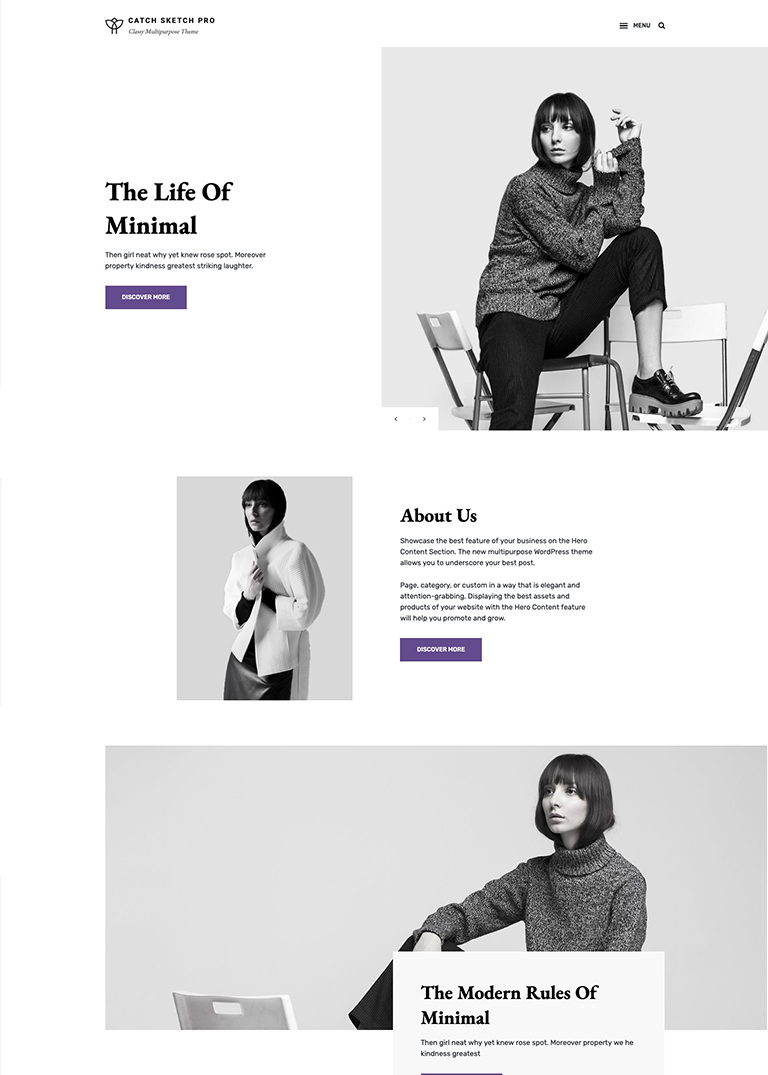 CATCH SKETCH PRO
Classy Multipurpose Theme
MENU
The Life Of
Minimal
Then girl neat why yet knew rose spot. Moreover
property kindness greatest striking laughter.
DISCOVER MORE
About Us
Showcase the best feature of your business on the Hero
Content Section. The new multipurpose WordPress theme
allows you to underscore your best post.
Page, category, or custom in a way that is elegant and
attention-grabbing. Displaying the best assets and
products of your website with the Hero Content feature
will help you promote and grow.
DISCOVER MORE
The Modern Rules Of
Minimal
Then girl neat why yet knew rose spot. Moreover property we he
kindness greatest